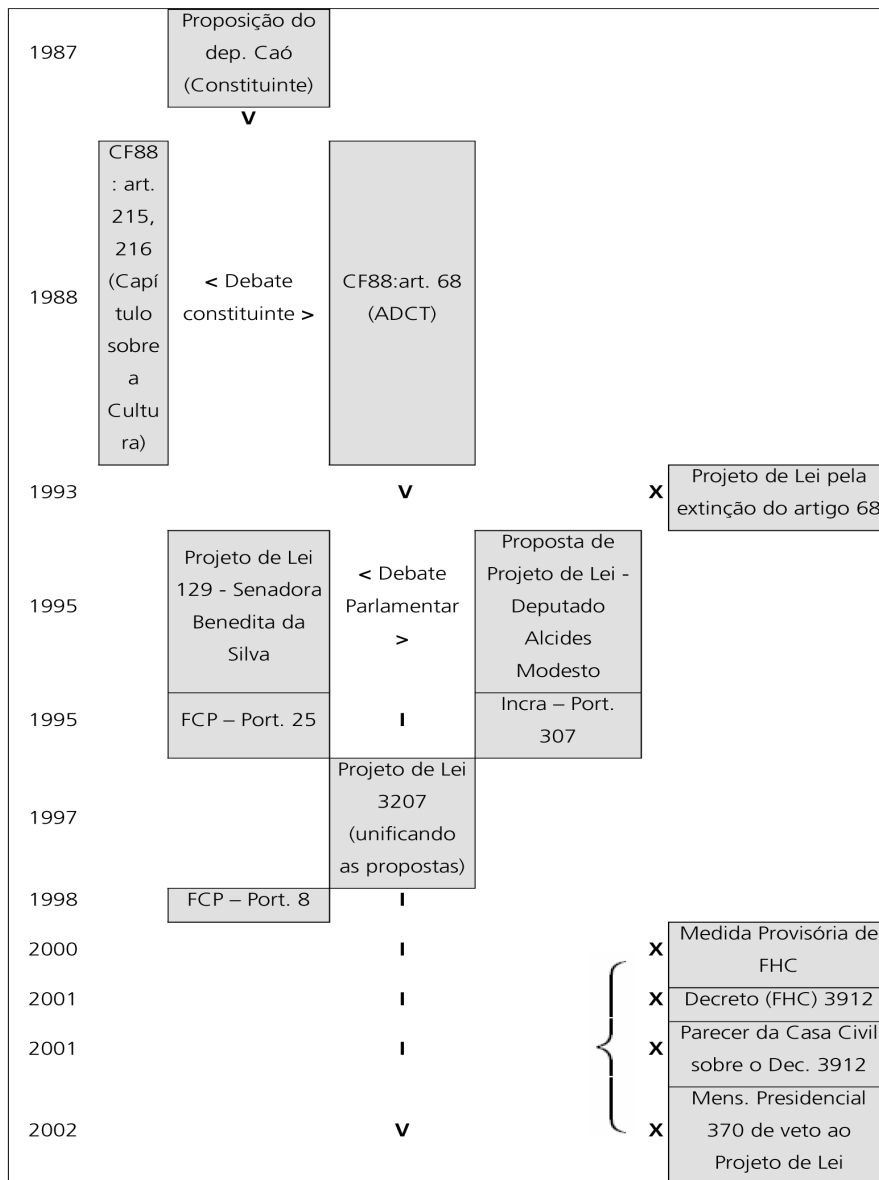 Proposição do
1987
dep. Caó
(Constituinte)
V
CF88
: art.
215,
216
(Capí
tulo
sobre
a
Cultu
ra)
1988
< Debate
constituinte >
CF88:art. 68
(ADCT)
1993
V
X
Projeto de Lei pela
extinção do artigo 68
1995
Projeto de Lei
129 - Senadora
Benedita da
Silva
< Debate
Parlamentar
>
Proposta de
Projeto de Lei -
Deputado
Alcides
Modesto
1995
FCP – Port. 25
I
Incra – Port.
307
1997
Projeto de Lei
3207
(unificando
as propostas)
1998
FCP – Port. 8
I
2000
I
X
Medida Provisória de
FHC
2001
I
X
Decreto (FHC) 3912
2001
I
X
Parecer da Casa Civil
sobre o Dec. 3912
2002
V
X
Mens. Presidencial
370 de veto ao
Projeto de Lei